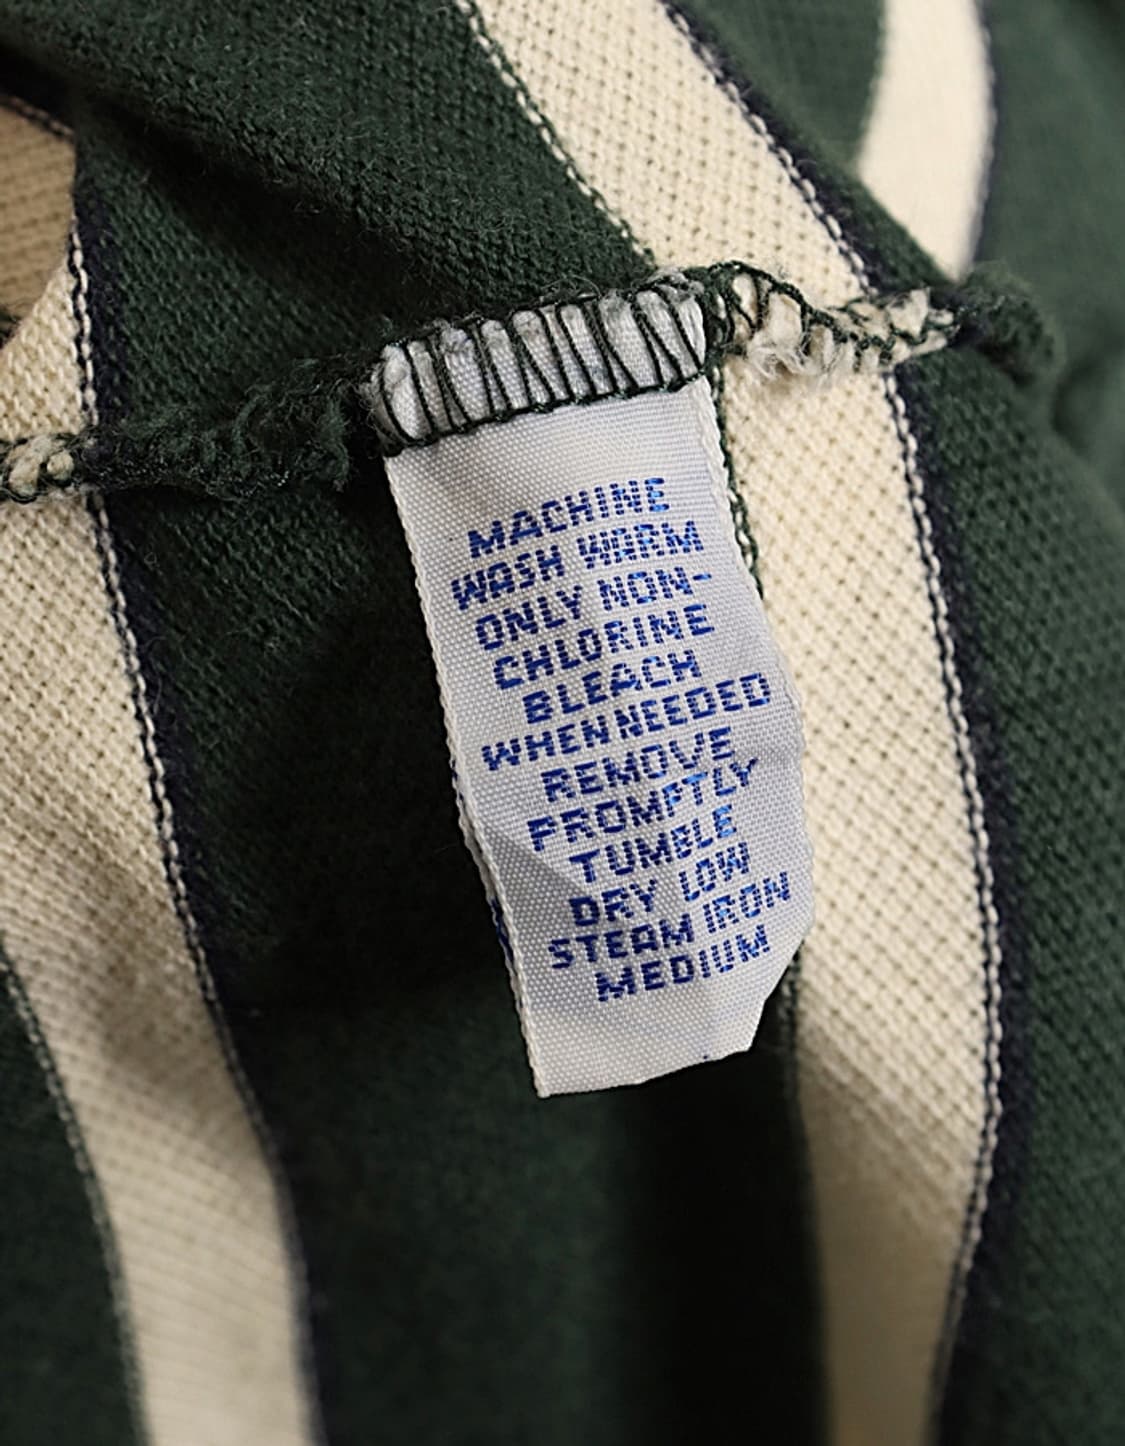 MACHINE
WASH WARM
ONLY NON-
CHLORINE
BLEACH
WHEN NEEDED
REMOVE
PROMPTLY
TUMBLE
DRY LOW
STEAM IRON
MEDIUM